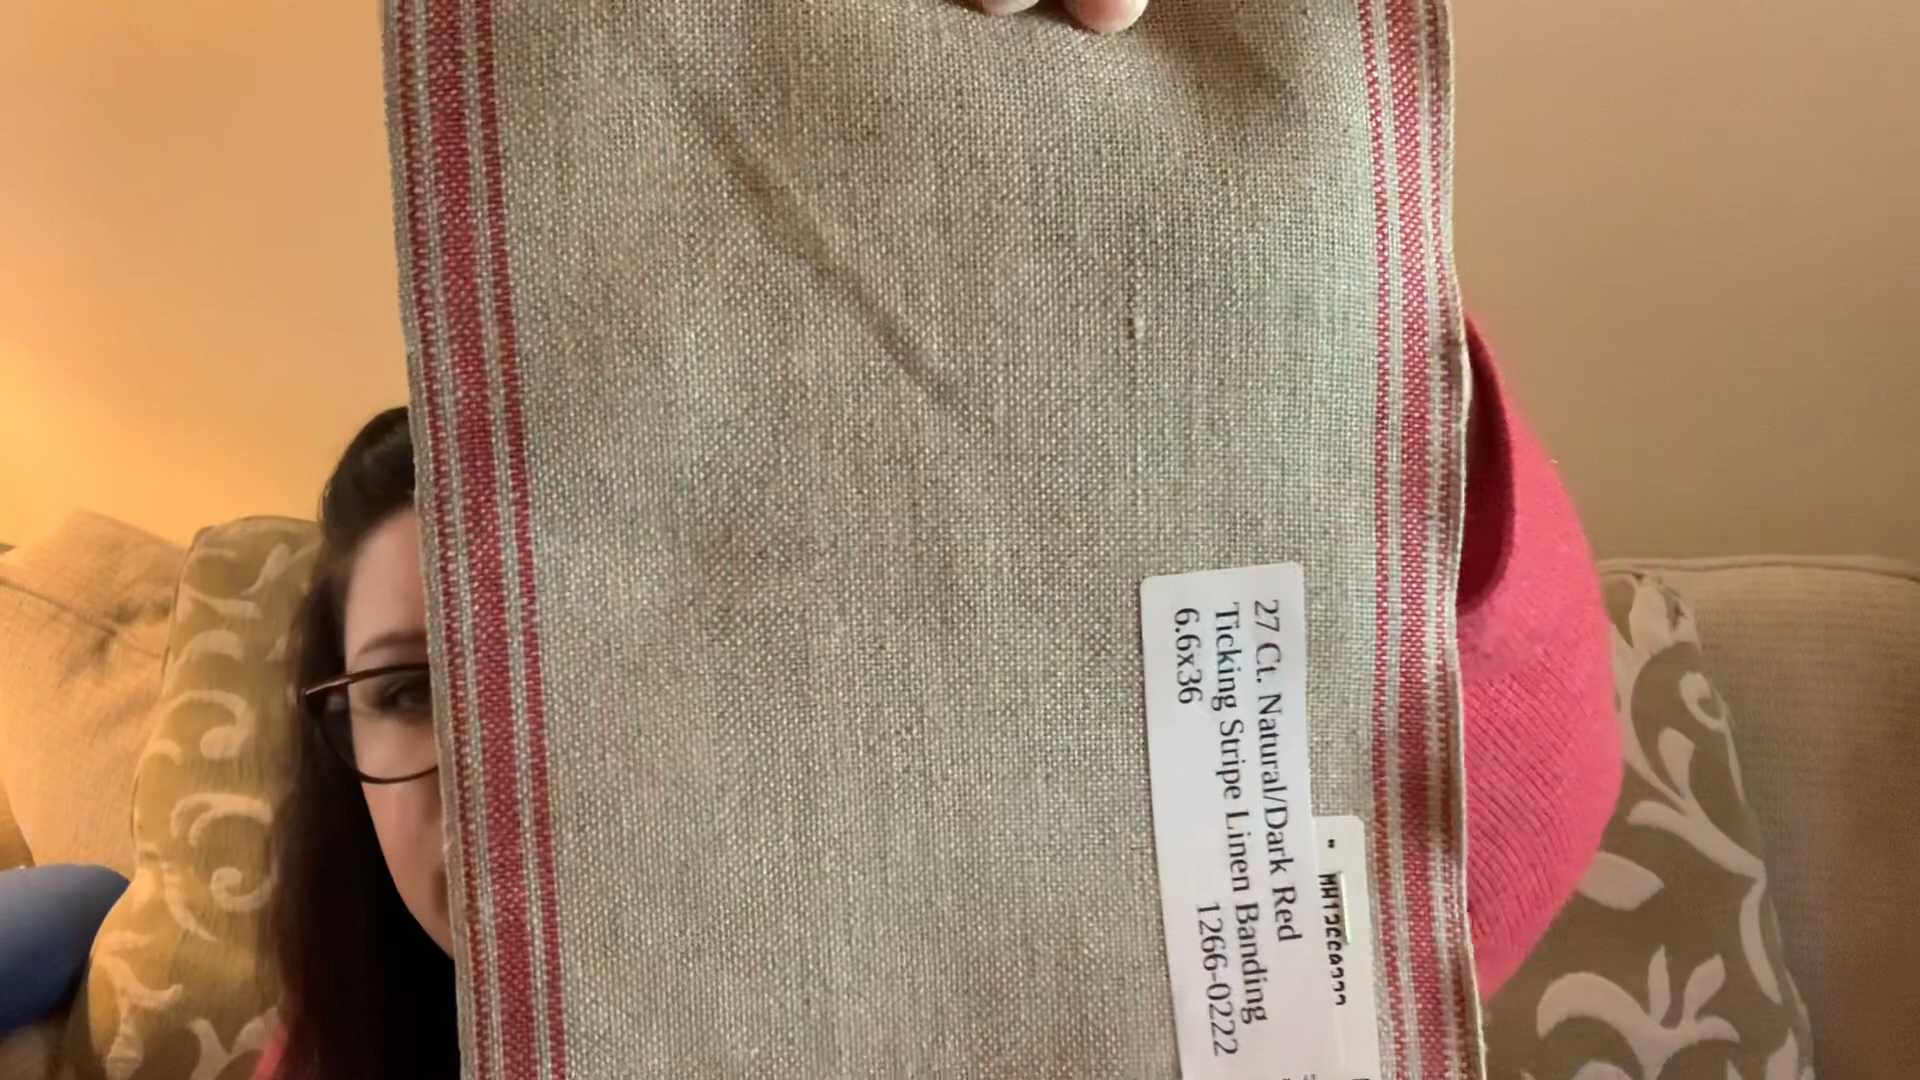 27 Ct. Natural/Dark Red
Ticking Stripe Linen Banding
6.6x36 1266-0222